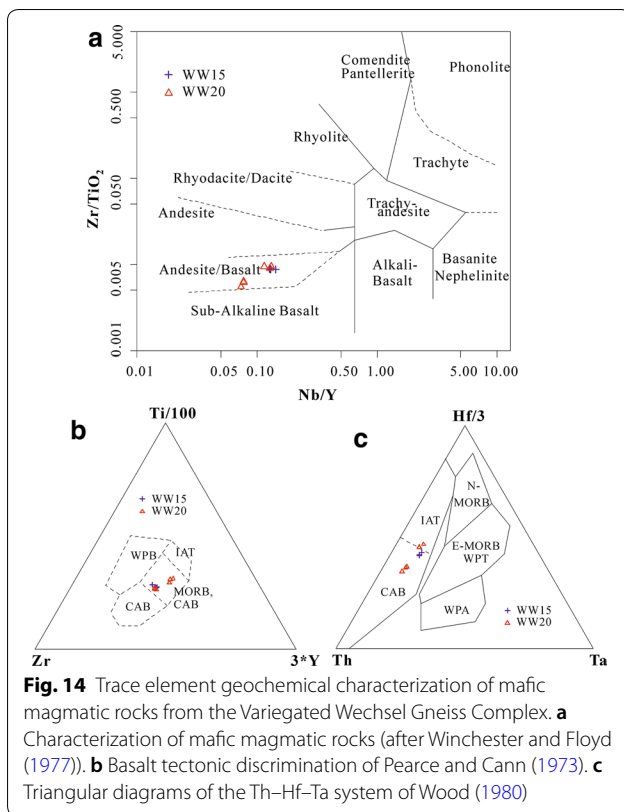 a
5.000
0.500
0.050
0.005
0.001
Zr/TiO₂
WW15
WW20
Comendite
Pantellerite
Phonolite
Rhyolite
Trachyte
Rhyodacite/Dacite
Trachy-
andesite
Andesite
Andesite/Basalt
Alkali-
Basalt
Basanite
Nephelinite
Sub-Alkaline Basalt
0.01 0.05 0.10 0.50 1.00 5.00 10.00
Nb/Y
b
Ti/100
WW15
WW20
WPB
IAT
MORB,
CAB
CAB
Zr
3*Y
c
Hf/3
N-
MORB
IAT
E-MORB
WPT
CAB
WPA
WW15
WW20
Th
Ta
Fig. 14 Trace element geochemical characterization of mafic
magmatic rocks from the Variegated Wechsel Gneiss Complex. a
Characterization of mafic magmatic rocks (after Winchester and Floyd
(1977)). b Basalt tectonic discrimination of Pearce and Cann (1973). c
Triangular diagrams of the Th–Hf–Ta system of Wood (1980)